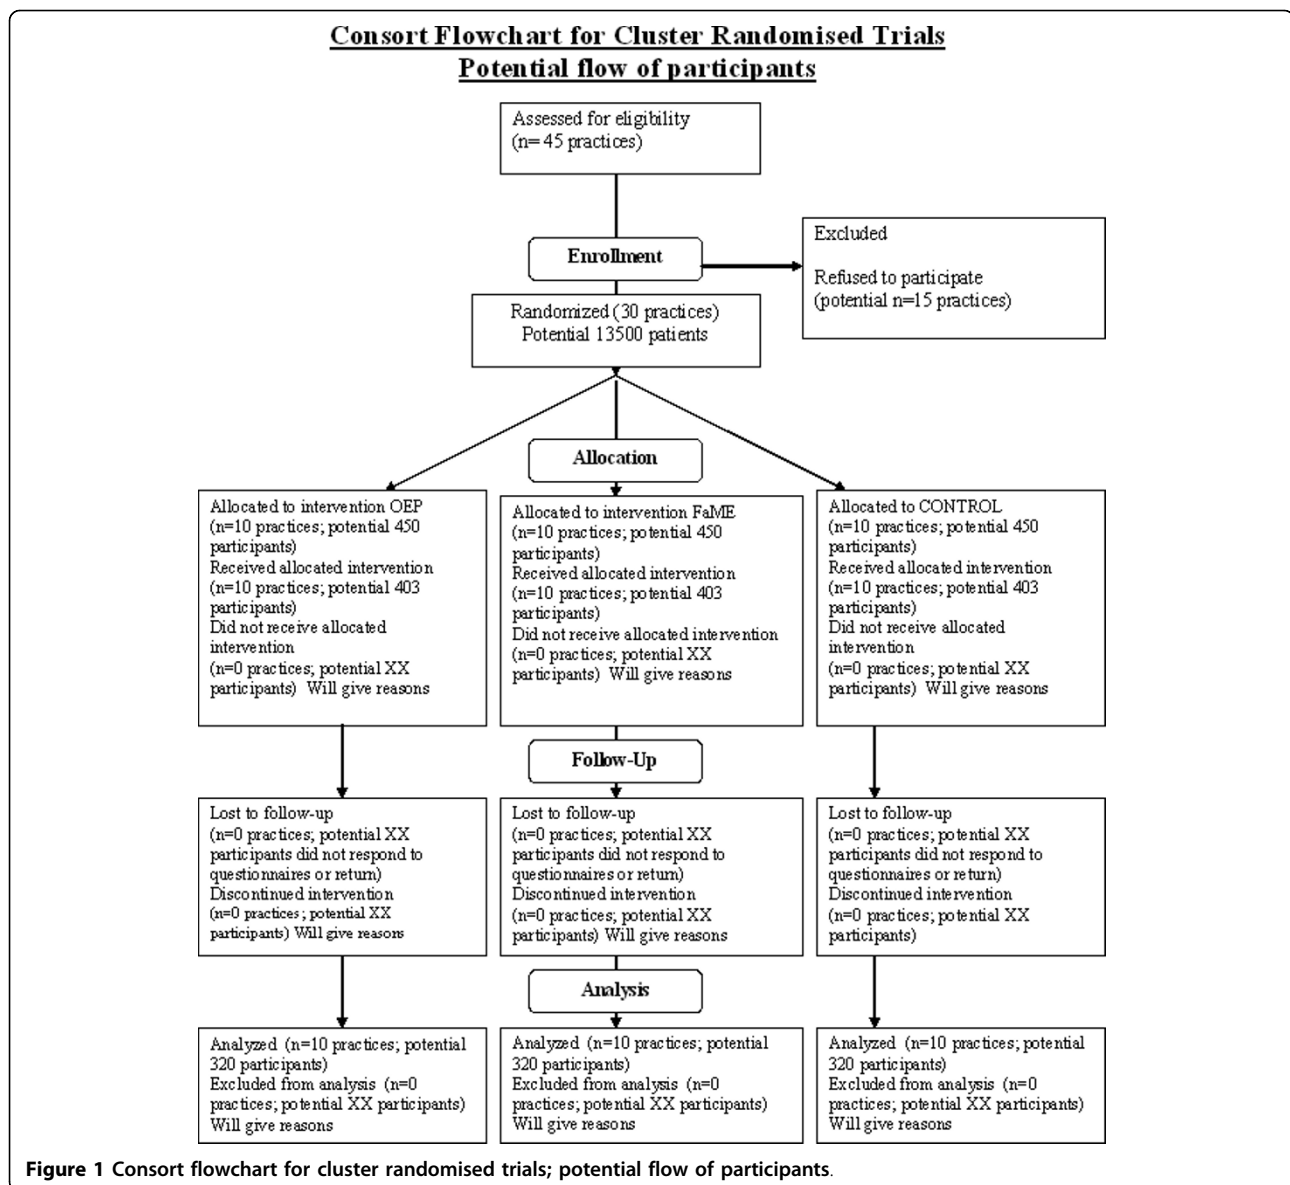 Consort Flowchart for Cluster Randomised Trials
Potential flow of participants
Assessed for eligibility
(n= 45 practices)
Enrollment
Excluded
Refused to participate
(potential n=15 practices)
Randomized (30 practices)
Potential 13500 patients
Allocation
Allocated to intervention OEP
(n=10 practices; potential 450
participants)
Received allocated intervention
(n=10 practices; potential 403
participants)
Did not receive allocated
intervention
(n=0 practices; potential XX
participants)  Will give reasons
Allocated to intervention FaME
(n=10 practices; potential 450
participants)
Received allocated intervention
(n=10 practices; potential 403
participants)
Did not receive allocated intervention
(n=0 practices; potential XX
participants)  Will give reasons
Allocated to CONTROL
(n=10 practices; potential 450
participants)
Received allocated intervention
(n=10 practices; potential 403
participants)
Did not receive allocated
intervention
(n=0 practices; potential XX
participants)  Will give reasons
Follow-Up
Lost to follow-up
(n=0 practices; potential XX
participants did not respond to
questionnaires or return)
Discontinued intervention
(n=0 practices; potential XX
participants) Will give reasons
Lost to follow-up
(n=0 practices; potential XX
participants did not respond to
questionnaires or return)
Discontinued intervention
(n=0 practices; potential XX
participants) Will give reasons
Lost to follow-up
(n=0 practices; potential XX
participants did not respond to
questionnaires or return)
Discontinued intervention
(n=0 practices; potential XX
participants)
Analysis
Analyzed (n=10 practices; potential
320 participants)
Excluded from analysis (n=0
practices; potential XX participants)
Will give reasons
Analyzed (n=10 practices; potential
320 participants)
Excluded from analysis (n=0
practices; potential XX participants)
Will give reasons
Analyzed (n=10 practices; potential
320 participants)
Excluded from analysis (n=0
practices; potential XX participants)
Will give reasons
Figure 1 Consort flowchart for cluster randomised trials; potential flow of participants.